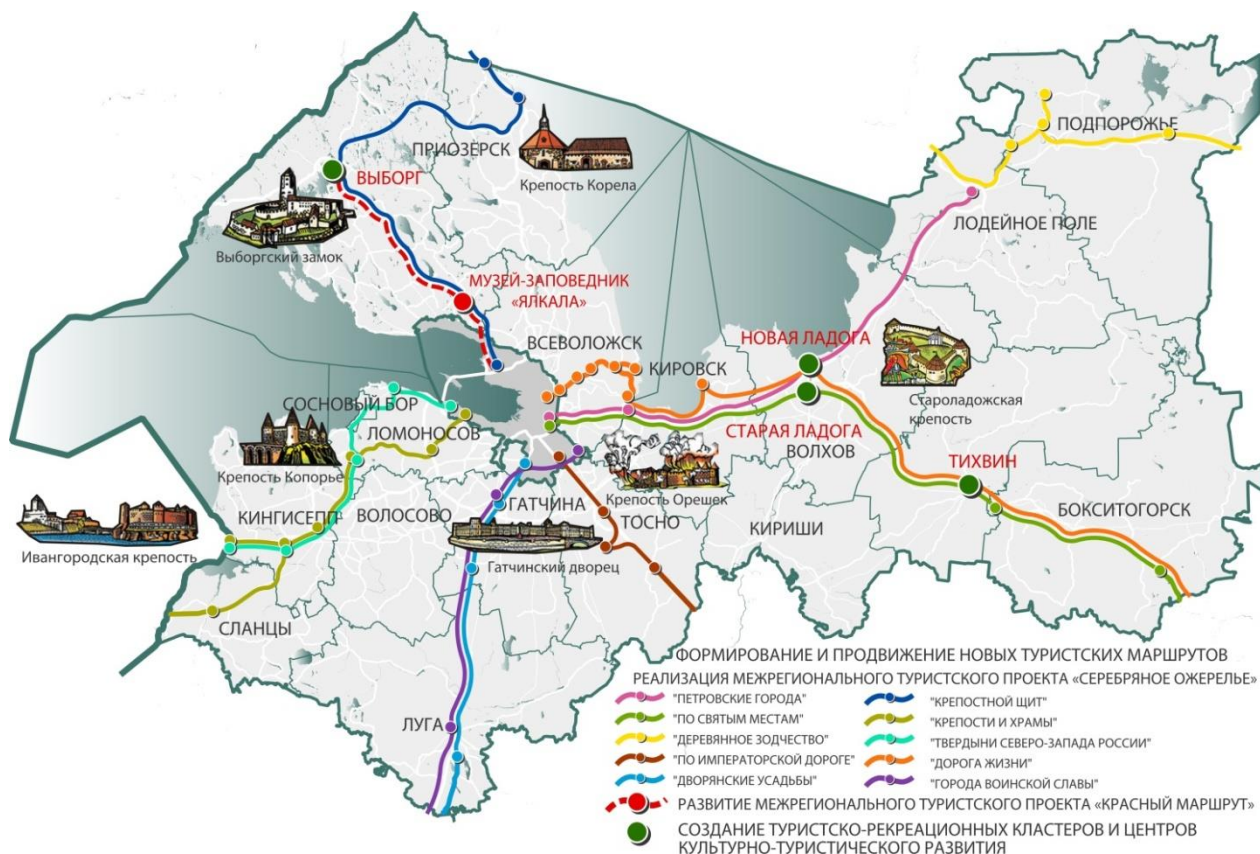 ПРИОЗЕРСК
Крепость Корела
ПОДПОРОЖЬЕ
ВЫБОРГ
Выборгский замок
ЛОДЕЙНОЕ ПОЛЕ
МУЗЕЙ-ЗАПОВЕДНИК
«ЯЛКАЛА»
ВСЕВОЛОЖСК
КИРОВСК
НОВАЯ ЛАДОГА
Староладожская
крепость
СОСНОВЫЙ БОР
ЛОМОНОСОВ
СТАРАЯ ЛАДОГА
ВОЛХОВ
Крепость Копорье
Крепость Орешек
ТИХВИН
КИНГИСЕПП
ВОЛОСОВО
ГАТЧИНА
ТОСНО
КИРИШИ
БОКСИТОГОРСК
Ивангородская крепость
Гатчинский дворец
СЛАНЦЫ
ЛУГА
ФОРМИРОВАНИЕ И ПРОДВИЖЕНИЕ НОВЫХ ТУРИСТСКИХ МАРШРУТОВ
РЕАЛИЗАЦИЯ МЕЖРЕГИОНАЛЬНОГО ТУРИСТСКОГО ПРОЕКТА «СЕРЕБРЯНОЕ ОЖЕРЕЛЬЕ»
"ПЕТРОВСКИЕ ГОРОДА"
"ПО СВЯТЫМ МЕСТАМ"
"ДЕРЕВЯННОЕ ЗОДЧЕСТВО"
"ПО ИМПЕРАТОРСКОЙ ДОРОГЕ"
"ДВОРЯНСКИЕ УСАДЬБЫ"
"КРЕПОСТНОЙ ЩИТ"
"КРЕПОСТИ И ХРАМЫ"
"ТВЕРДЫНИ СЕВЕРО-ЗАПАДА РОССИИ"
"ДОРОГА ЖИЗНИ"
"ГОРОДА ВОИНСКОЙ СЛАВЫ"
РАЗВИТИЕ МЕЖРЕГИОНАЛЬНОГО ТУРИСТСКОГО ПРОЕКТА «КРАСНЫЙ МАРШРУТ»
СОЗДАНИЕ ТУРИСТСКО-РЕКРЕАЦИОННЫХ КЛАСТЕРОВ И ЦЕНТРОВ
КУЛЬТУРНО-ТУРИСТИЧЕСКОГО РАЗВИТИЯ